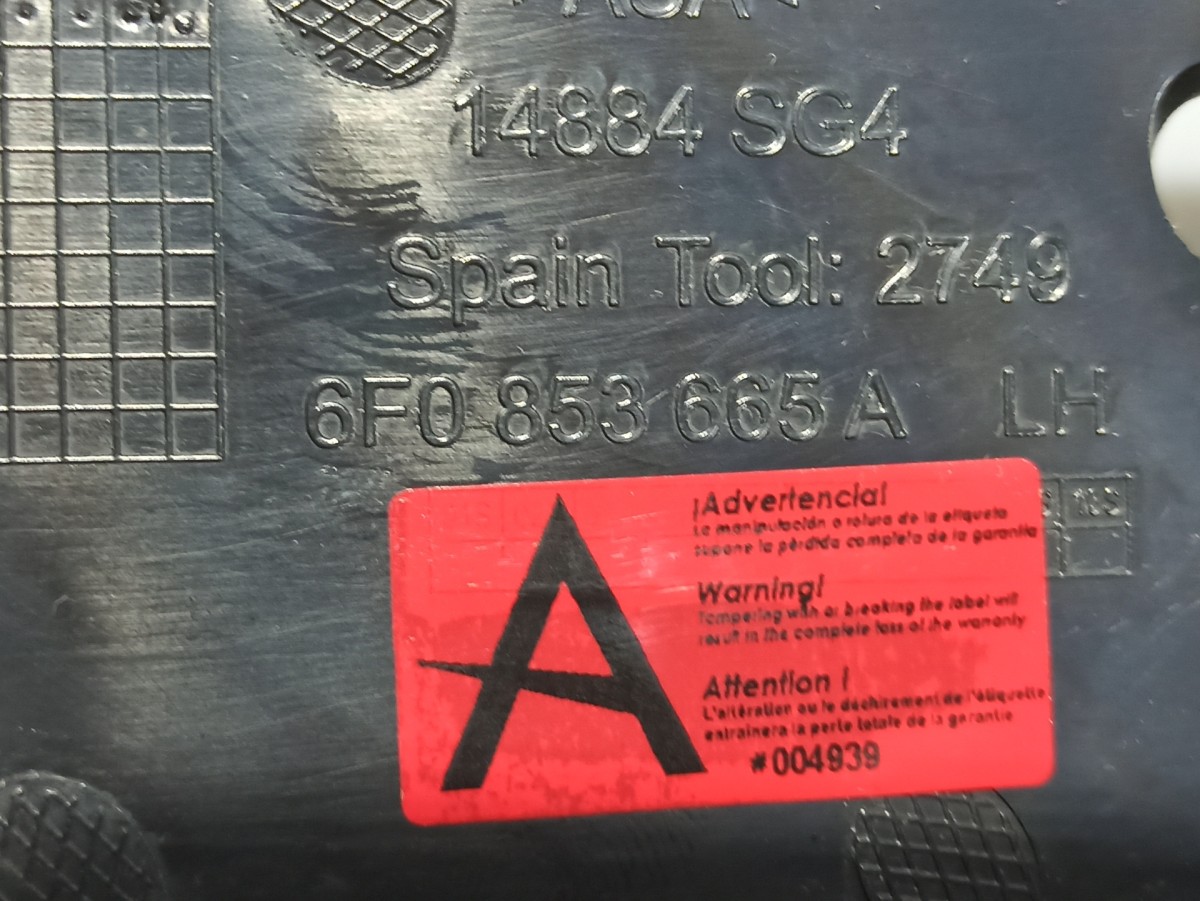 >ASA<
14884 SG4
Spain Tool: 2749
6F0 853 665 A LH
A
¡Advertencia!
La manipulación o rotura de la etiqueta
supone la pérdida completa de la garantía
Warning!
Tampering with or breaking the label will
result in the complete loss of the warranty
Attention !
L'altération ou le déchirement de l'étiquette
entraînera la perte totale de la garantie
#004939